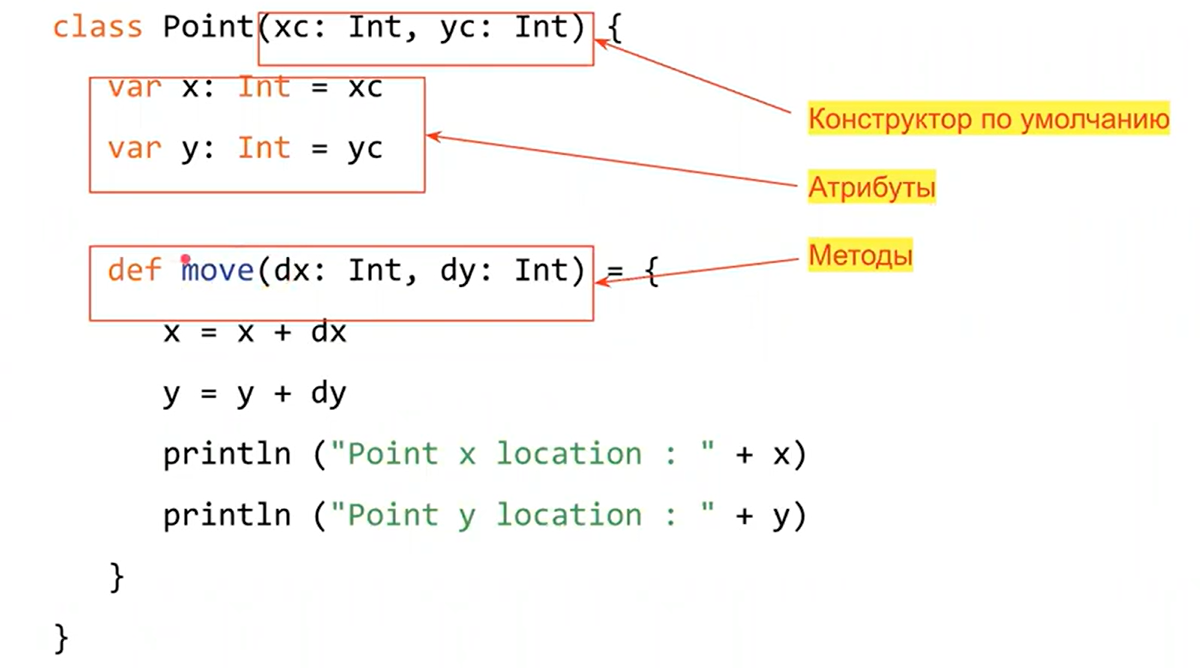 class Point(xc: Int, yc: Int) {
var x: Int = xc
Конструктор по умолчанию
var y: Int = yc
Атрибуты
def move(dx: Int, dy: Int) = {
Методы
x = x + dx
y = y + dy
println ("Point x location : " + x)
println ("Point y location : " + y)
}
}